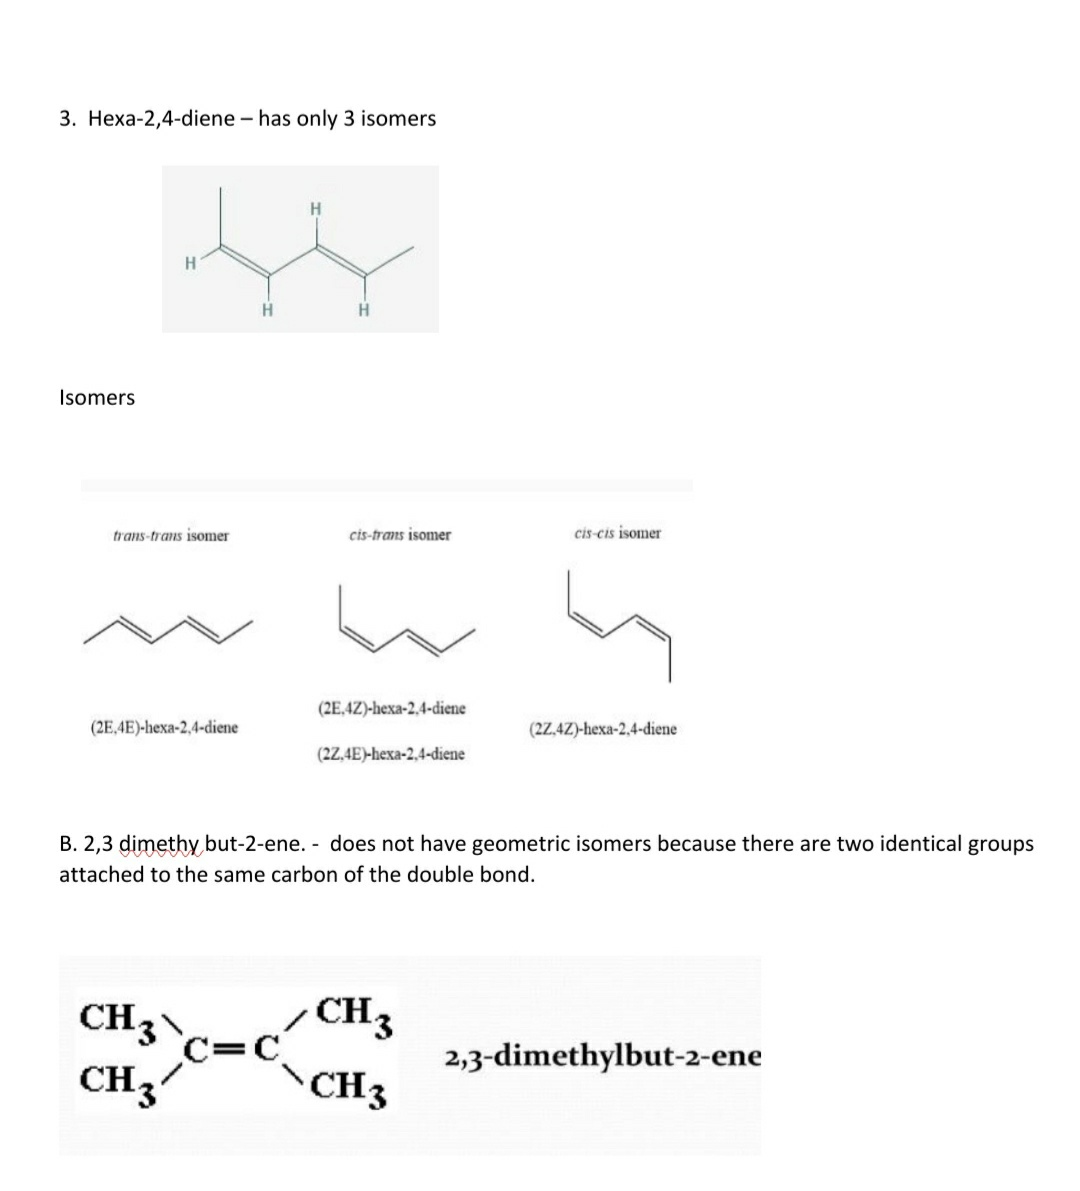 3. Hexa-2,4-diene – has only 3 isomers
H
H
H
H
Isomers
trans-trans isomer
cis-trans isomer
cis-cis isomer
(2E,4E)-hexa-2,4-diene
(2E,4Z)-hexa-2,4-diene
(2Z,4E)-hexa-2,4-diene
(2Z,4Z)-hexa-2,4-diene
B. 2,3 dimethy but-2-ene. - does not have geometric isomers because there are two identical groups
attached to the same carbon of the double bond.
CH3 CH3
C=C
CH3 CH3
2,3-dimethylbut-2-ene